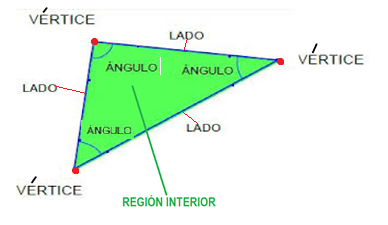 VÉRTICE
LADO
ÁNGULO
ÁNGULO
VÉRTICE
LADO
ÁNGULO
LADO
VÉRTICE
REGIÓN INTERIOR